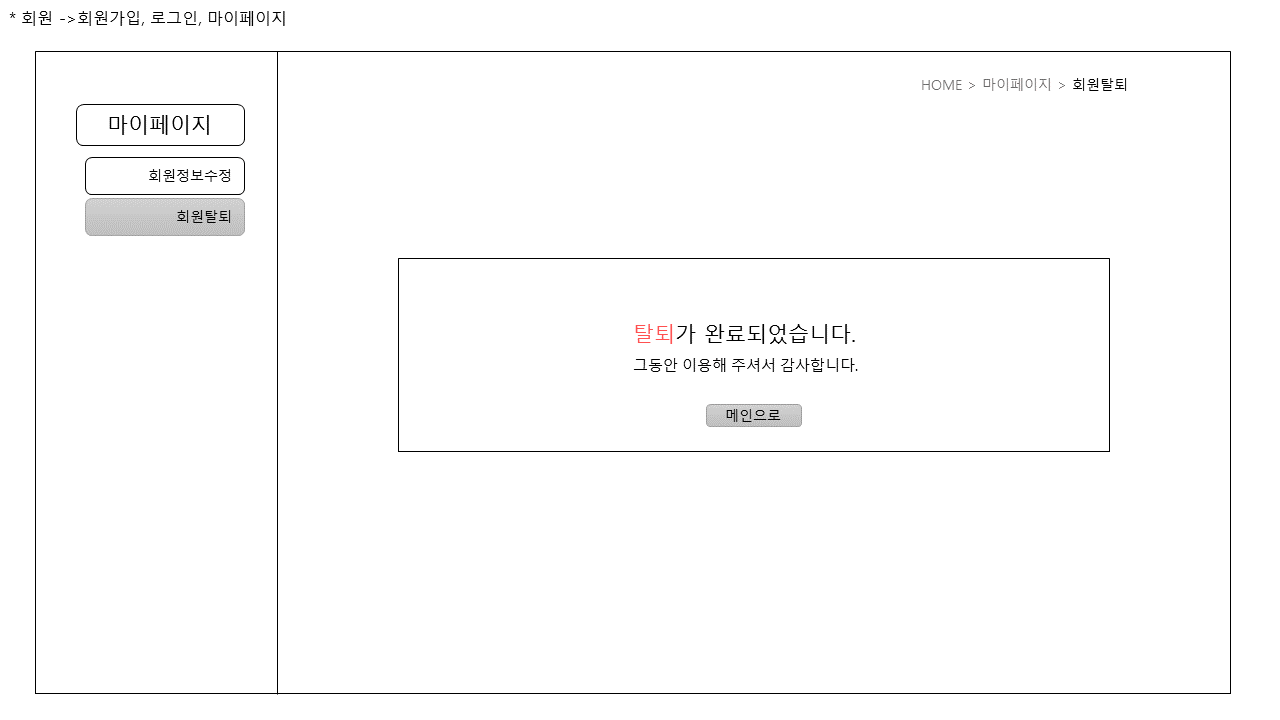 * 회원 ->회원가입, 로그인, 마이페이지
HOME > 마이페이지 > 회원탈퇴
마이페이지
회원정보수정
회원탈퇴
탈퇴가 완료되었습니다.
그동안 이용해 주셔서 감사합니다.
메인으로